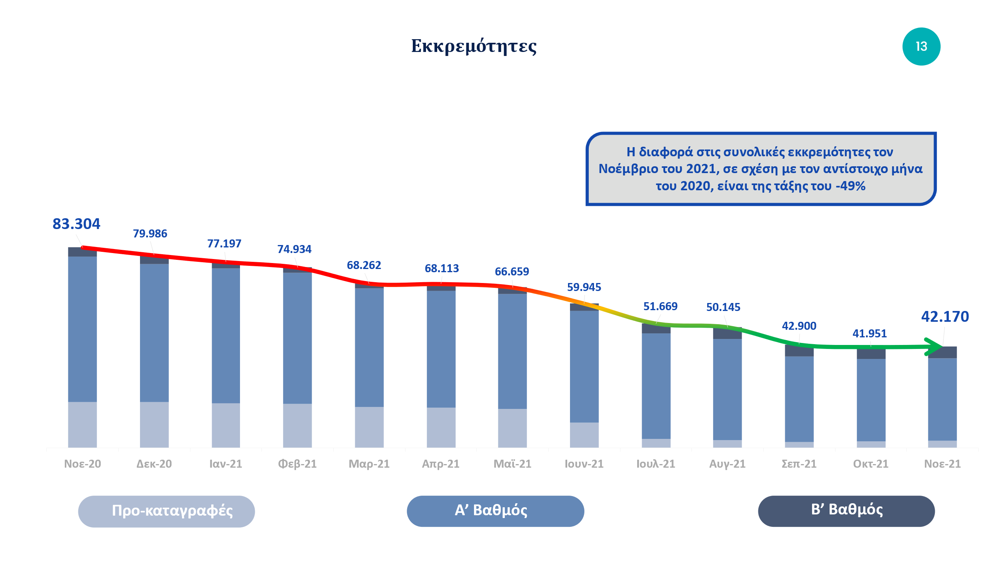 Εκκρεμότητες
13
Η διαφορά στις συνολικές εκκρεμότητες τον
Νοέμβριο του 2021, σε σχέση με τον αντίστοιχο μήνα
του 2020, είναι της τάξης του -49%
83.304
79.986
77.197
74.934
68.262
68.113
66.659
59.945
51.669
50.145
42.900
41.951
42.170
Νοε-20
Δεκ-20
Ιαν-21
Φεβ-21
Μαρ-21
Απρ-21
Μαϊ-21
Ιουν-21
Ιουλ-21
Αυγ-21
Σεπ-21
Οκτ-21
Νοε-21
Προ-καταγραφές
Α’ Βαθμός
Β’ Βαθμός